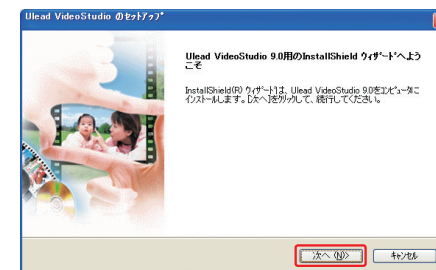 Ulead VideoStudio のセットアップ
Ulead VideoStudio 9.0用のInstallShield ウィザードへよう
こそ
InstallShield(R) ウィザードは、Ulead VideoStudio 9.0をコンピュータに
インストールします。［次へ］をクリックして、続行してください。
次へ (N)>
キャンセル